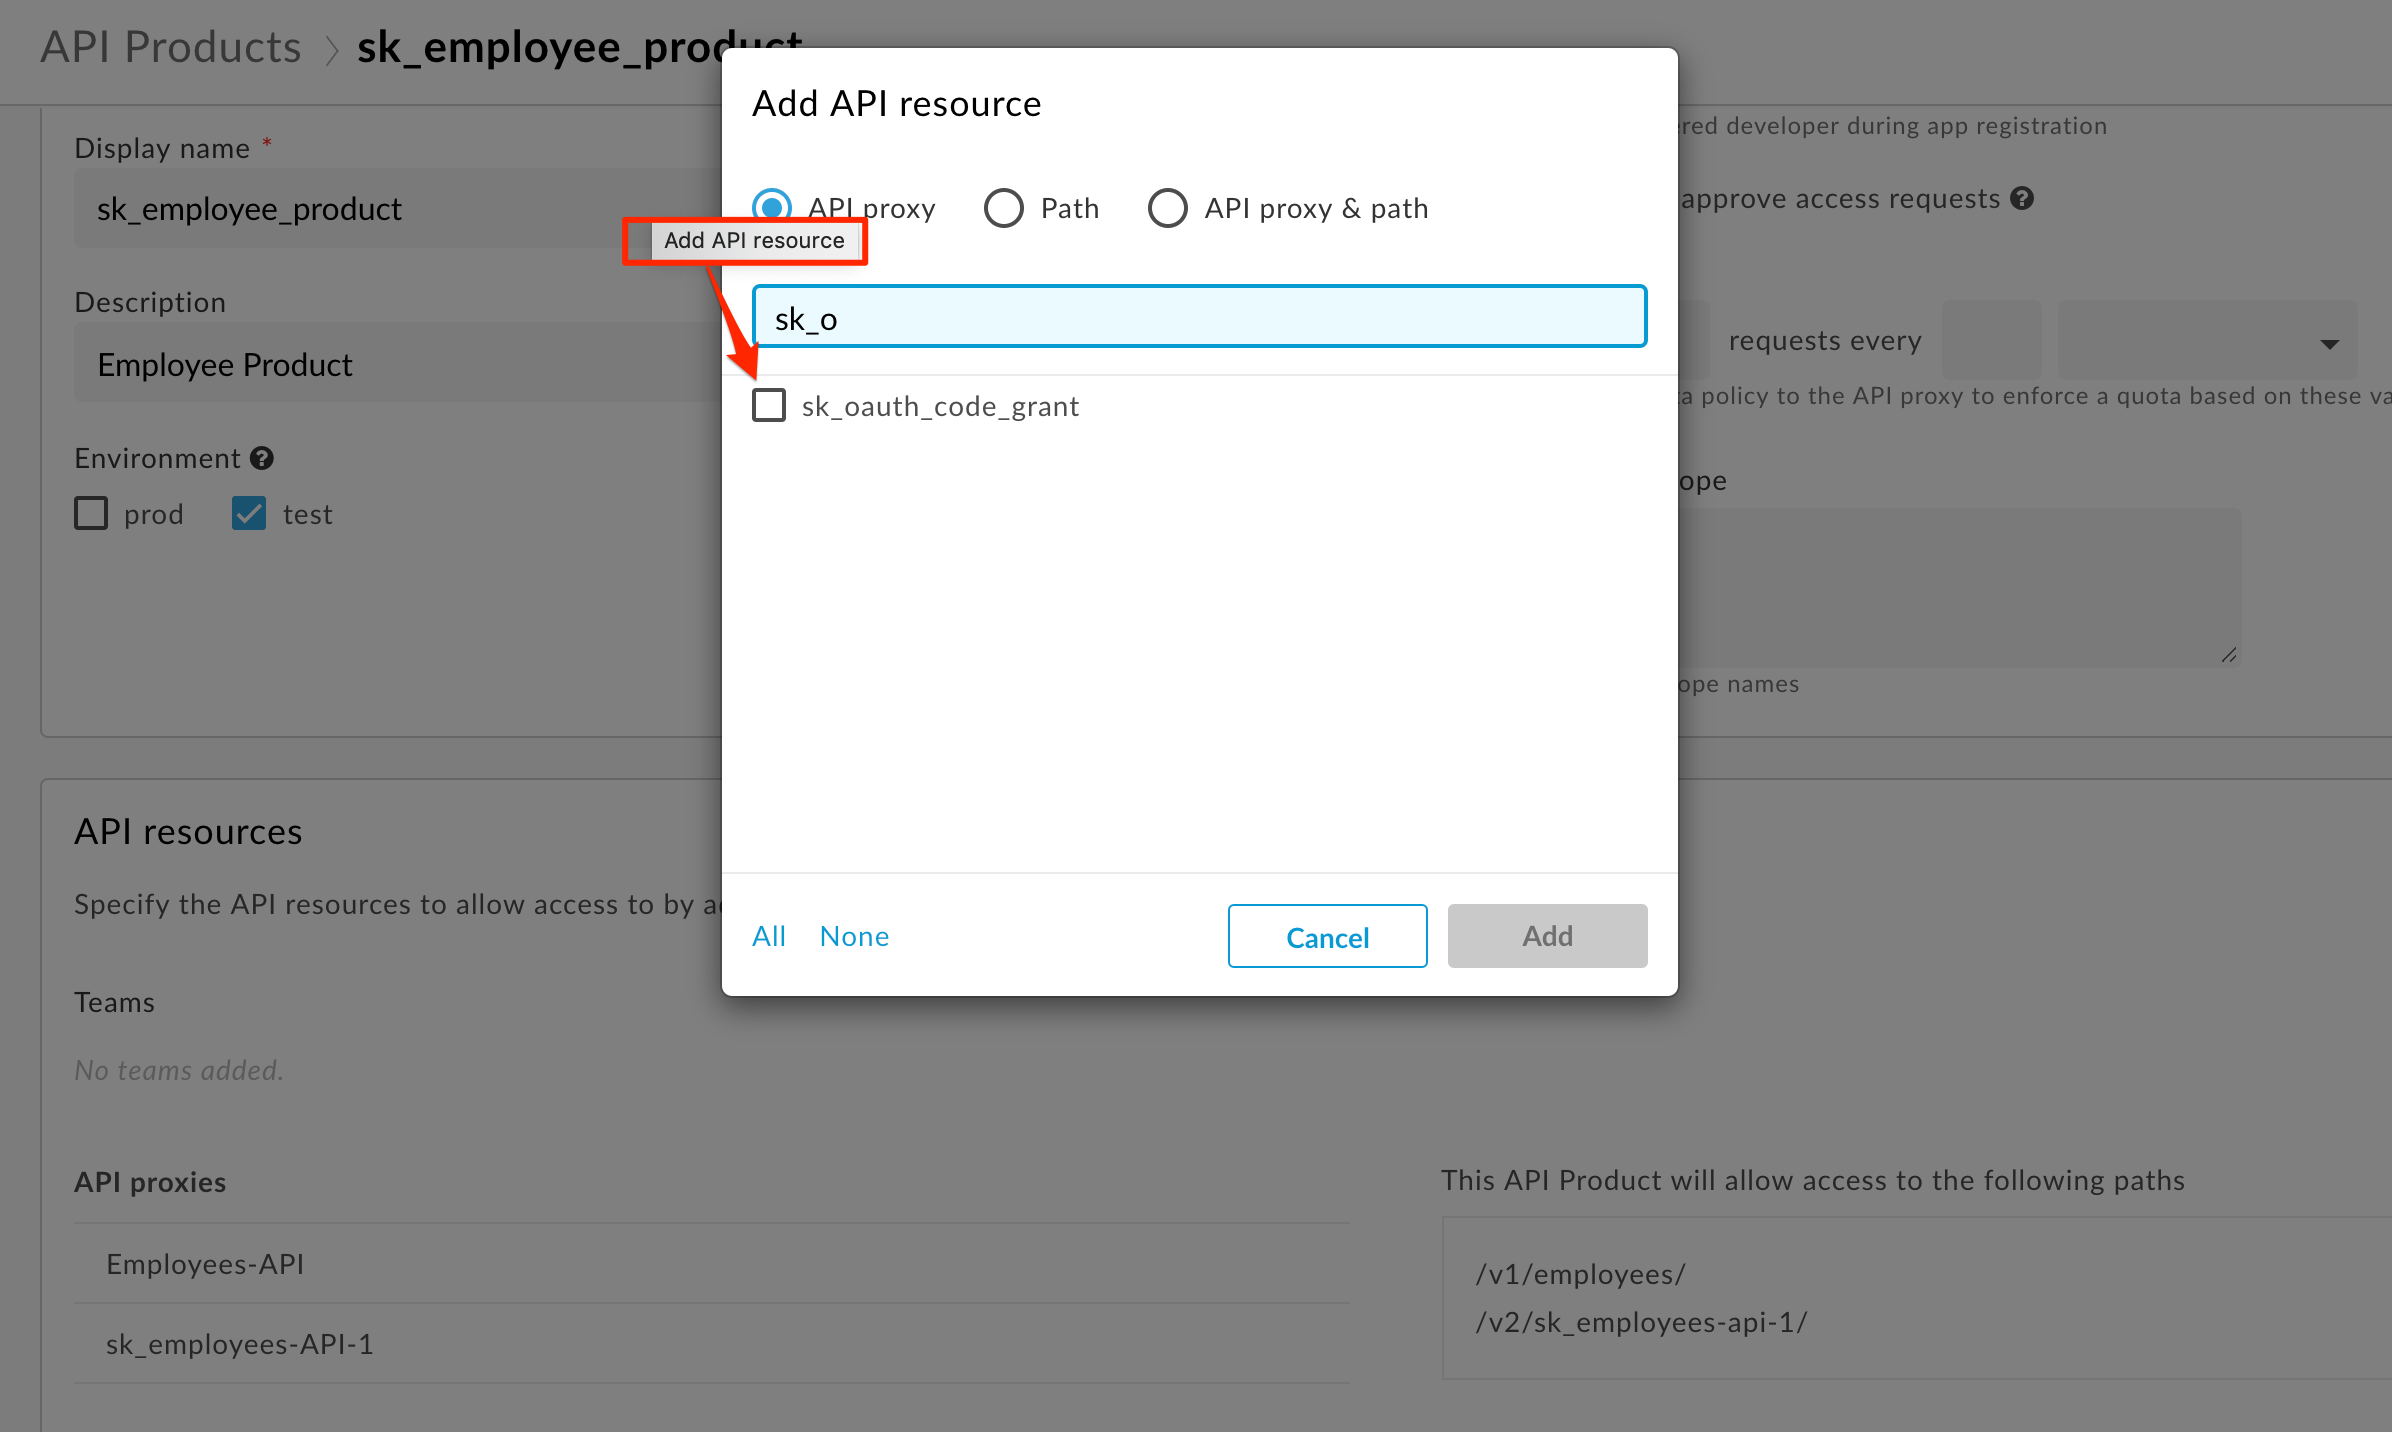 API Products > sk_employee_product
Display name *
sk_employee_product
Description
Employee Product
Environment
prod test
Add API resource
API proxy Path API proxy & path
Add API resource
sk_o
sk_oauth_code_grant
All None Cancel Add
developer during app registration
approve access requests
requests every
policy to the API proxy to enforce a quota based on these
names
API resources
Specify the API resources to allow access to by
Teams
No teams added.
API proxies
Employees-API
sk_employees-API-1
This API Product will allow access to the following paths
/v1/employees/
/v2/sk_employees-api-1/